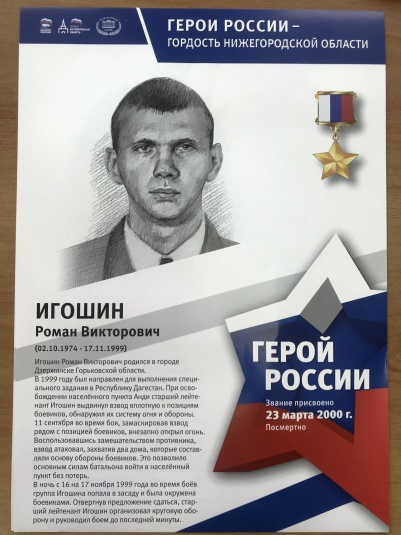 ГЕРОИ РОССИИ –
ГОРДОСТЬ НИЖЕГОРОДСКОЙ ОБЛАСТИ
ИГОШИН
Роман Викторович
(02.10.1974 - 17.11.1999)
Игошин Роман Викторович родился в городе
Дзержинске Горьковской области.
В 1999 году был направлен для выполнения специ-
ального задания в Республику Дагестан. При осво-
бождении населённого пункта Анди старший лейте-
нант Игошин выдвинул взвод вплотную к позициям
боевиков, обнаружил их систему огня и обороны.
11 сентября во время боя, замаскировав взвод
рядом с позицией боевиков, внезапно открыл огонь.
Воспользовавшись замешательством противника,
взвод атаковал, захватив два дома, которые состав-
ляли основу обороны боевиков. Это позволило
основным силам батальона войти в населённый
пункт без потерь.
В ночь с 16 на 17 ноября 1999 года во время боёв
группа Игошина попала в засаду и была окружена
боевиками. Отвергнув предложение сдаться, стар-
ший лейтенант Игошин организовал круговую обо-
рону и руководил боем до последней минуты.
ГЕРОЙ
РОССИИ
Звание присвоено
23 марта 2000 г.
Посмертно